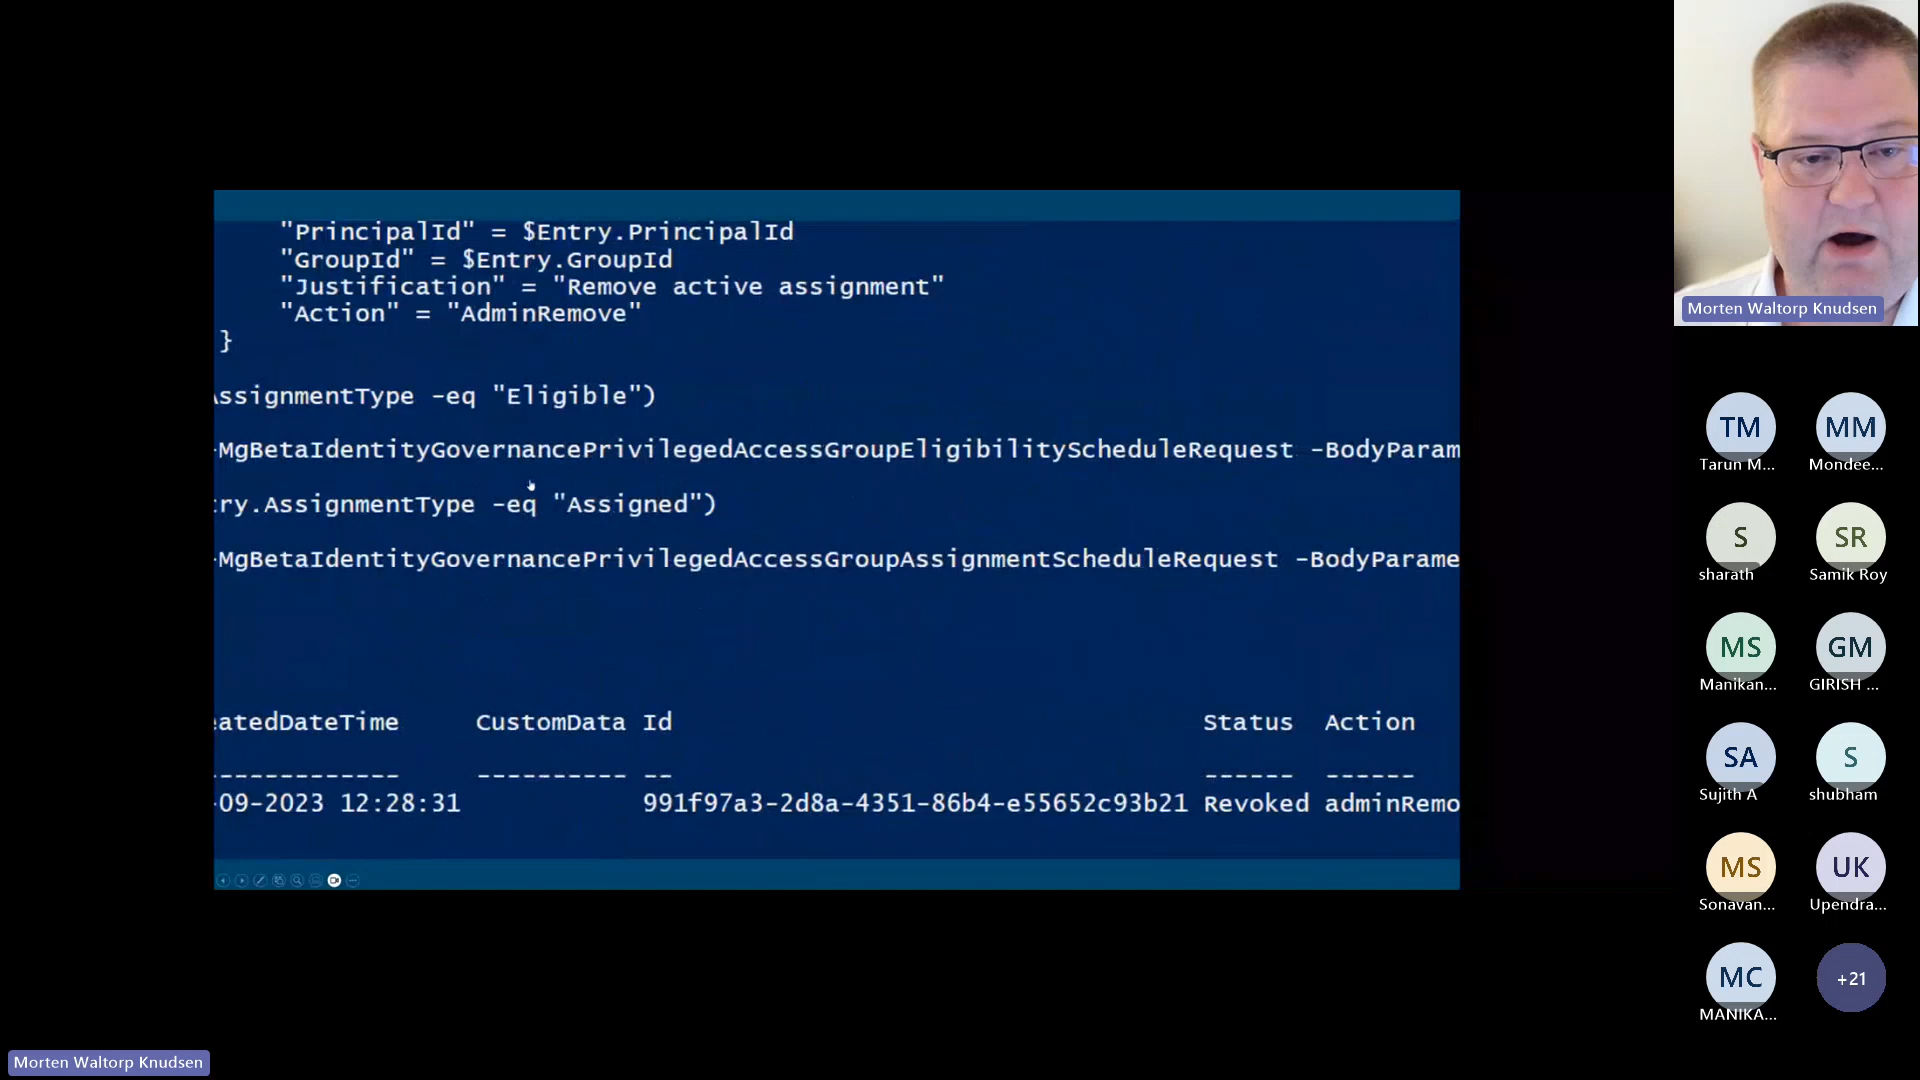 "PrincipalId" = $Entry.PrincipalId
"GroupId" = $Entry.GroupId
"Justification" = "Remove active assignment"
"Action" = "AdminRemove"
}
ssignmentType -eq "Eligible")
-MgBetaIdentityGovernancePrivilegedAccessGroupEligibilityScheduleRequest -BodyParam
ry.AssignmentType -eq "Assigned")
-MgBetaIdentityGovernancePrivilegedAccessGroupAssignmentScheduleRequest -BodyParame
atedDateTime CustomData Id Status Action
------------ ---------- -- ------ ------
-09-2023 12:28:31 991f97a3-2d8a-4351-86b4-e55652c93b21 Revoked adminRemo
Morten Waltorp Knudsen
TM MM
Tarun M... Mondee...
S SR
sharath Samik Roy
MS GM
Manikan... GIRISH ...
SA S
Sujith A shubham
MS UK
Sonavan... Upendra...
MC +21
MANIKA...
Morten Waltorp Knudsen